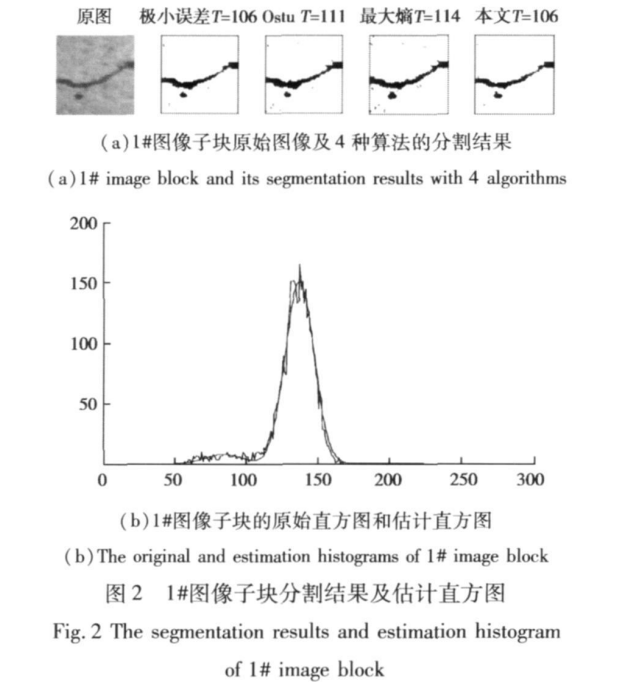 原图 极小误差T=106 Ostu T=111 最大熵T=114 本文T=106
(a)1#图像子块原始图像及4种算法的分割结果
(a)1# image block and its segmentation results with 4 algorithms
200
150
100
50
0 50 100 150 200 250 300
(b)1#图像子块的原始直方图和估计直方图
(b)The original and estimation histograms of 1# image block
图2 1#图像子块分割结果及估计直方图
Fig. 2 The segmentation results and estimation histogram
of 1# image block